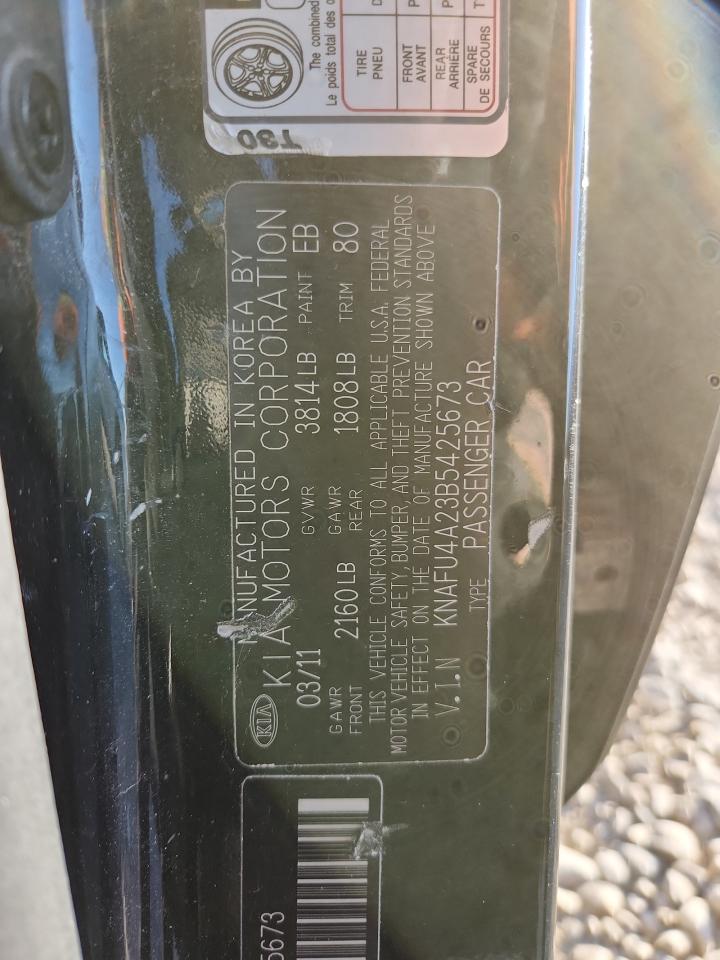 KIA
MANUFACTURED IN KOREA BY
KIA MOTORS CORPORATION
03/11 GVWR 3814LB PAINT EB
GAWR FRONT 2160LB GAWR REAR 1808LB TRIM 80
THIS VEHICLE CONFORMS TO ALL APPLICABLE U.S.A. FEDERAL
MOTOR VEHICLE SAFETY, BUMPER, AND THEFT PREVENTION STANDARDS
IN EFFECT ON THE DATE OF MANUFACTURE SHOWN ABOVE
V.I.N KNAFU4A23B5425673
TYPE PASSENGER CAR
5673
The combined
Le poids total des
TIRE
PNEU
FRONT
AVANT
REAR
ARRIÈRE
SPARE
DE SECOURS
T30